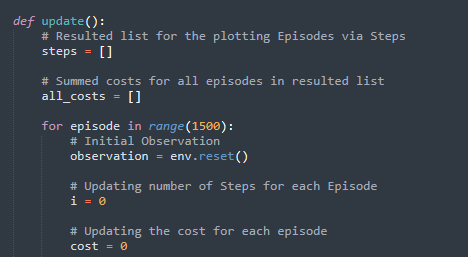 def update():
    # Resulted list for the plotting Episodes via Steps
    steps = []
    # Summed costs for all episodes in resulted list
    all_costs = []
    for episode in range(1500):
        # Initial Observation
        observation = env.reset()
        # Updating number of Steps for each Episode
        i = 0
        # Updating the cost for each episode
        cost = 0